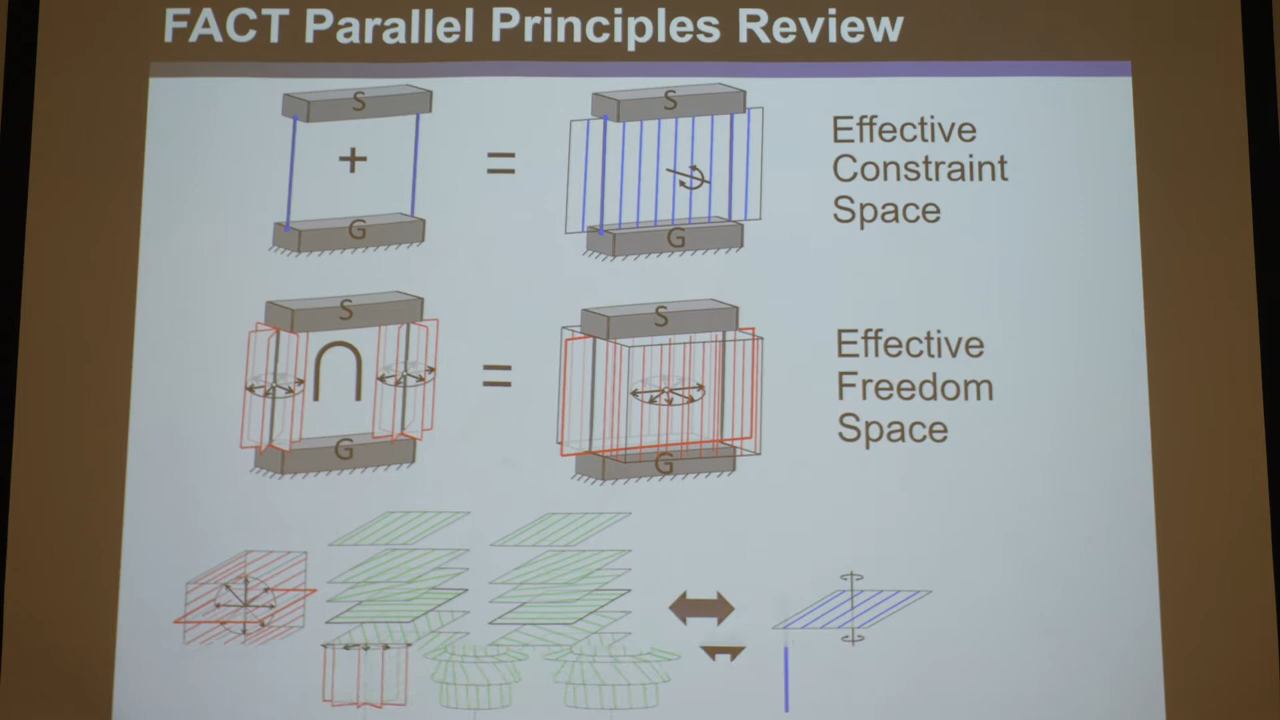 FACT Parallel Principles Review
S
+
G
=
S
G
Effective
Constraint
Space
S
∩
G
=
S
G
Effective
Freedom
Space